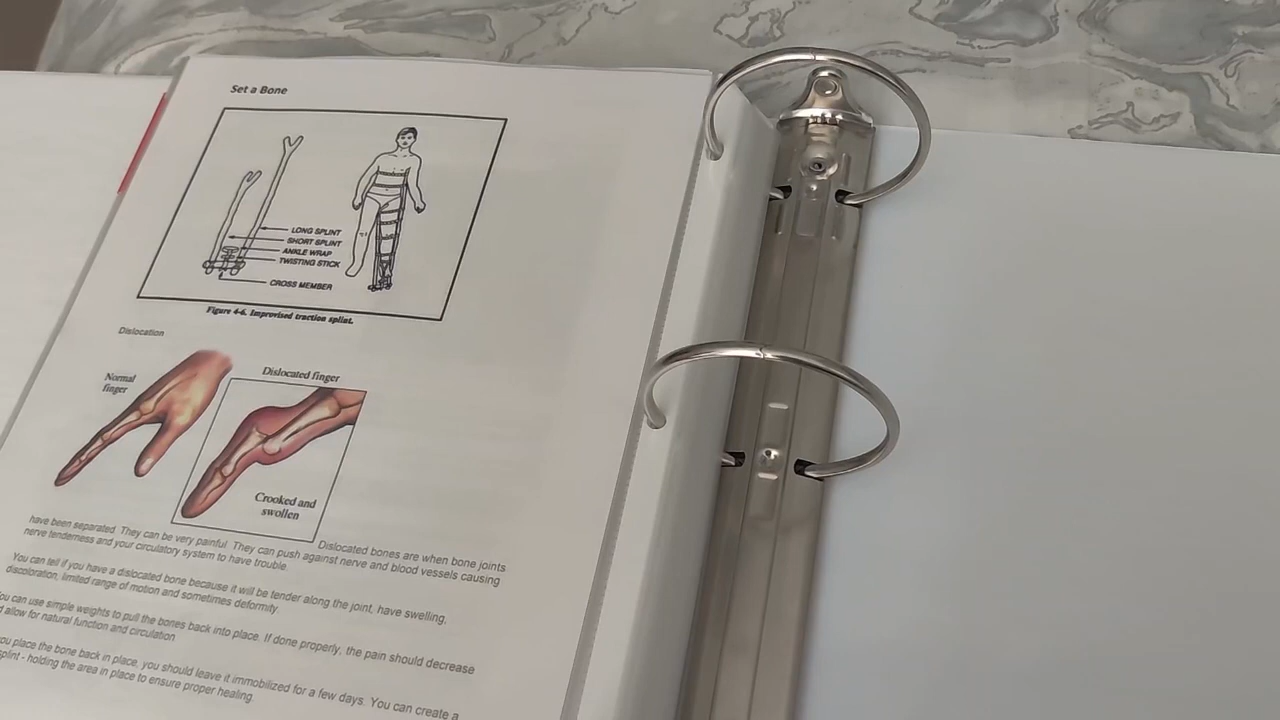 Set a Bone
LONG SPLINT
SHORT SPLINT
ANKLE WRAP
TWISTING STICK
CROSS MEMBER
Figure 4-6. Improvised traction splint.
Dislocation
Normal
finger
Dislocated finger
Crooked and
swollen
Dislocated bones are when bone joints
have been separated. They can be very painful. They can push against nerve and blood vessels causing
nerve tenderness and your circulatory system to have trouble.
You can tell if you have a dislocated bone because it will be tender along the joint, have swelling,
discoloration, limited range of motion and sometimes deformity.
can use simple weights to pull the bones back into place. If done properly, the pain should decrease
allow for natural function and circulation
place the bone back in place, you should leave it immobilized for a few days. You can create a
splint - holding the area in place to ensure proper healing.